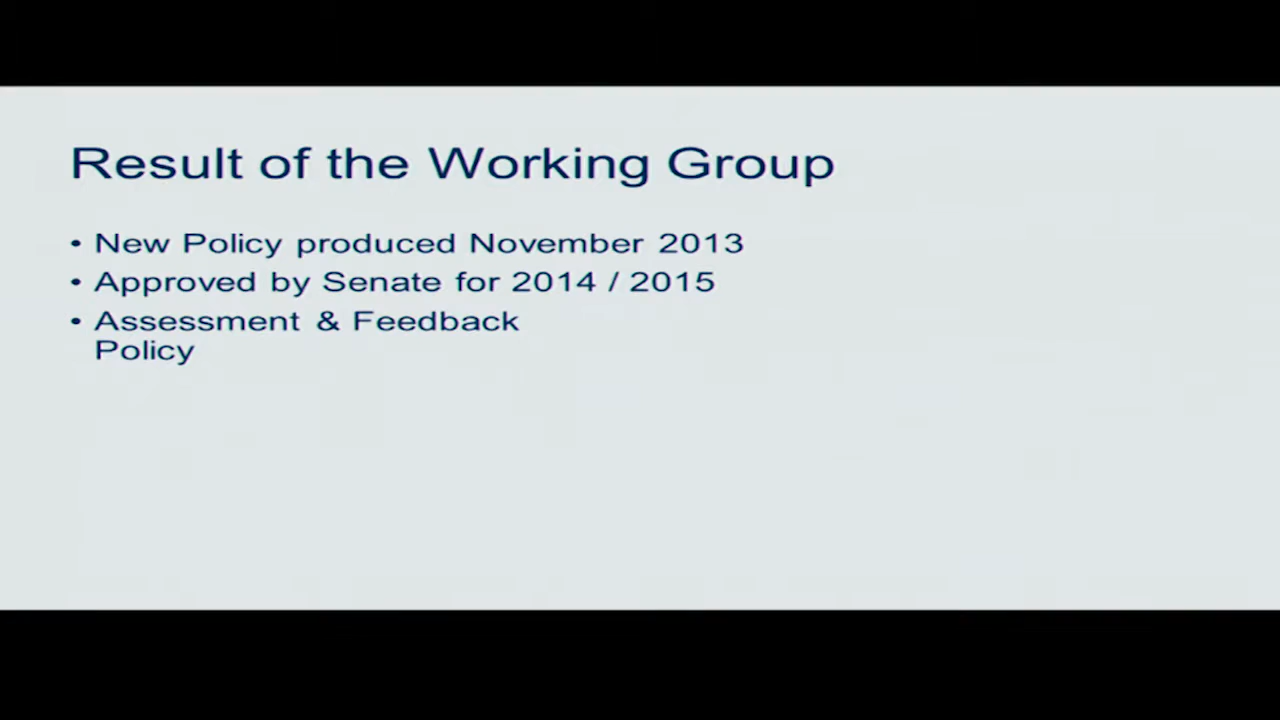 Result of the Working Group
• New Policy produced November 2013
• Approved by Senate for 2014 / 2015
• Assessment & Feedback
Policy